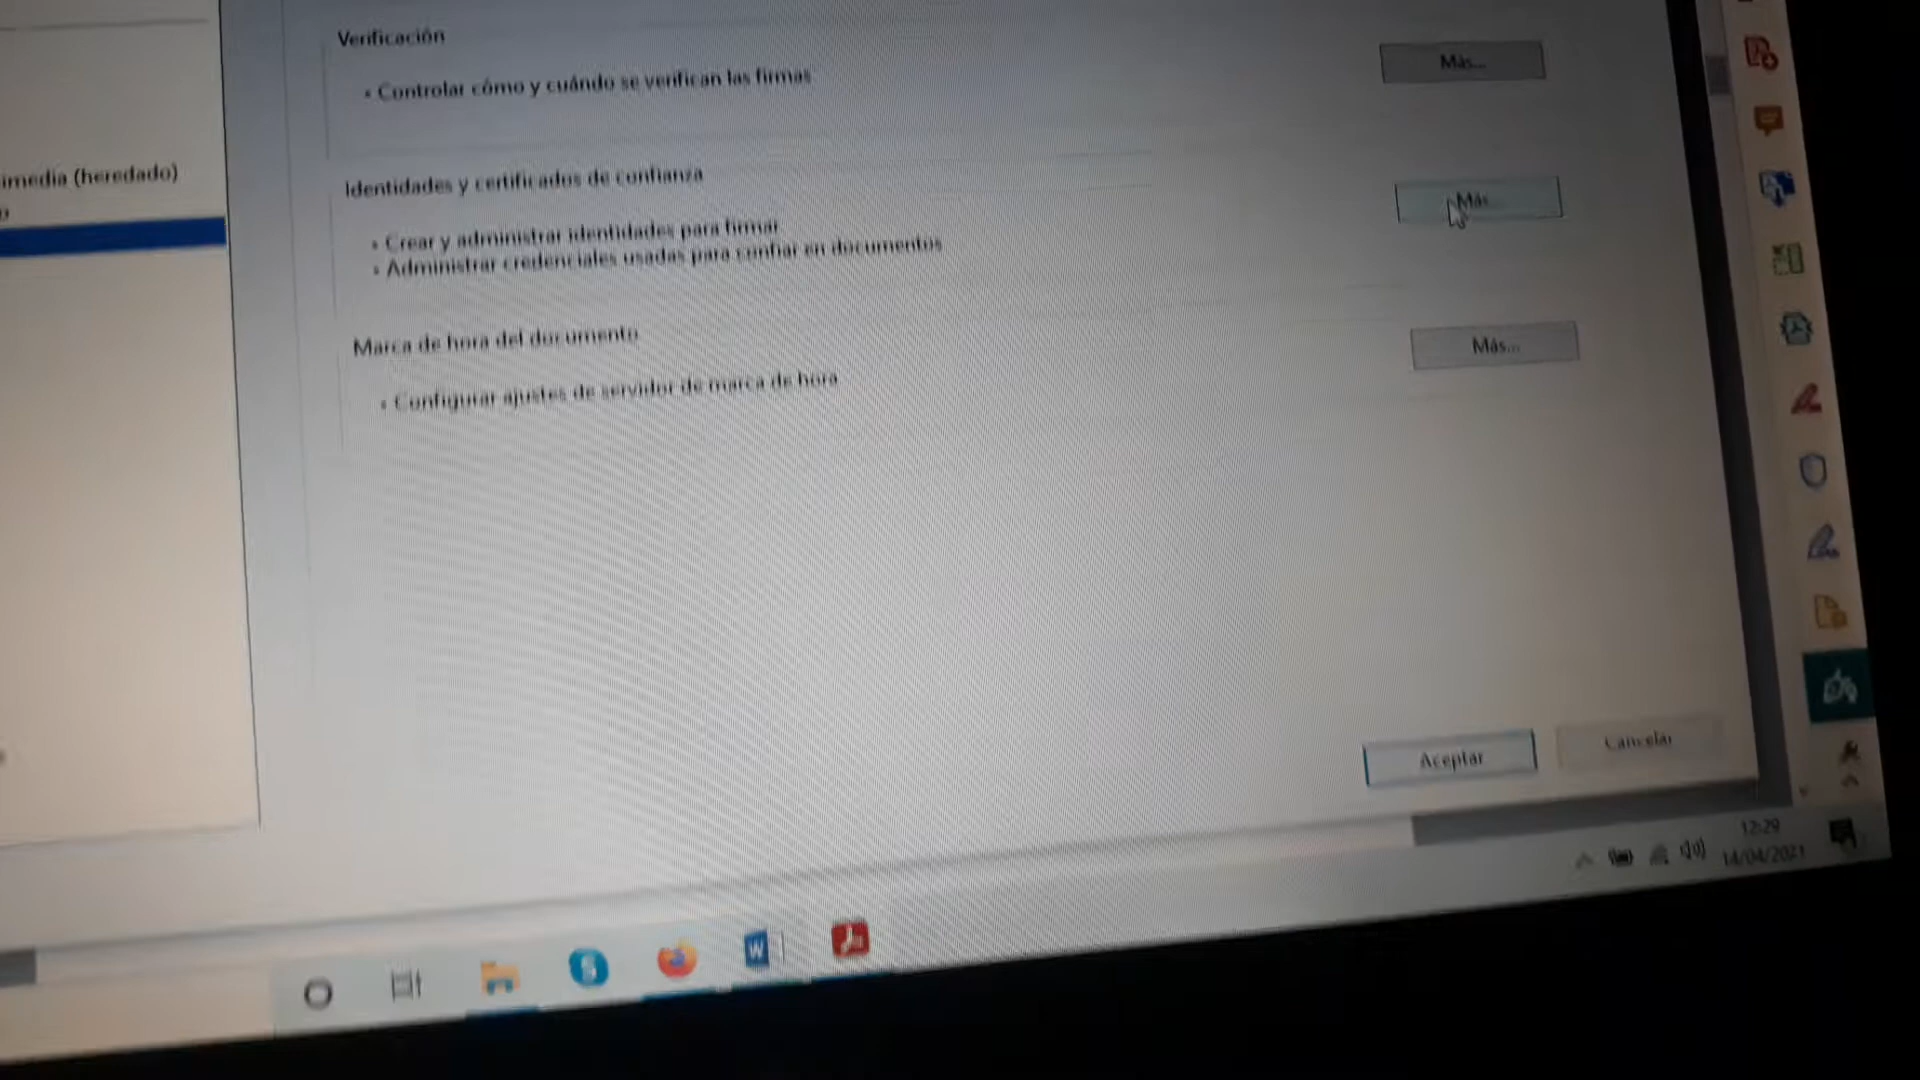 Verificación
Más...
• Controlar cómo y cuándo se verifican las firmas
imedia (heredado)
Identidades y certificados de confianza
Más...
• Crear y administrar identidades para firmar
• Administrar credenciales usadas para confiar en documentos
Marca de hora del documento
Más...
• Configurar ajustes de servidor de marca de hora
Aceptar
Cancelar
12:29
14/04/2021